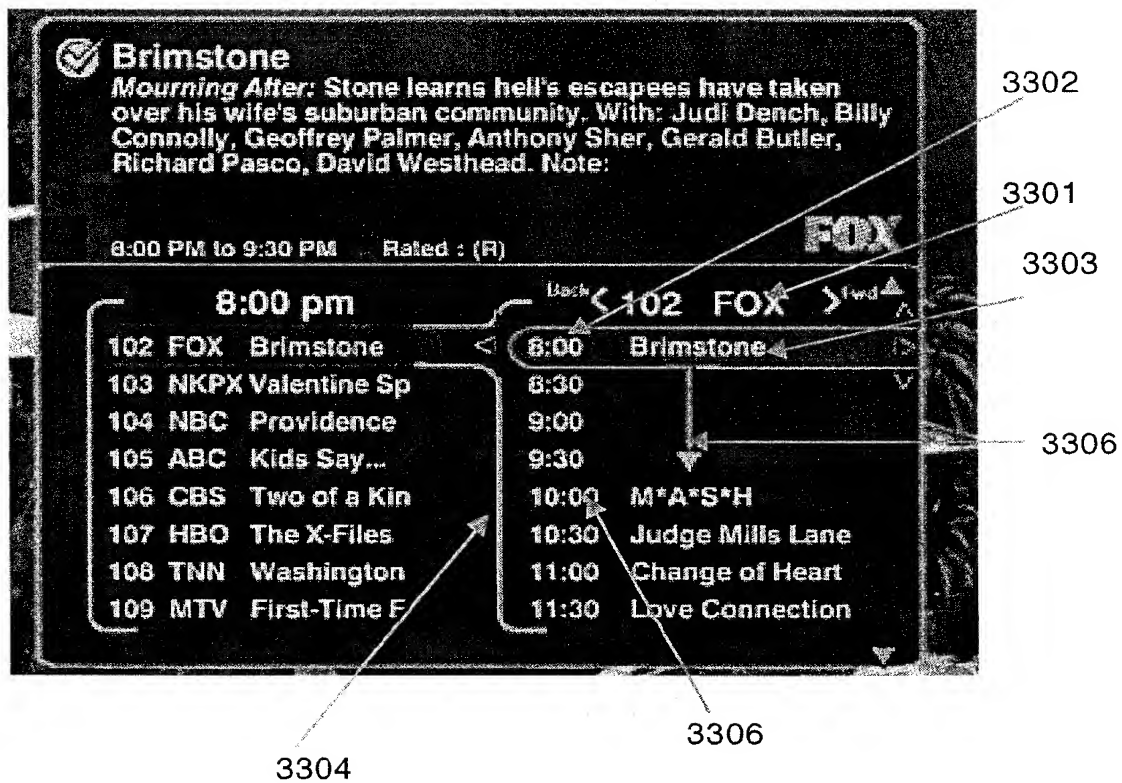 Brimstone
Mourning After: Stone learns hell's escapees have taken
over his wife's suburban community. With: Judi Dench, Billy
Connolly, Geoffrey Palmer, Anthony Sher, Gerald Butler,
Richard Pasco, David Westhead. Note:
8:00 PM to 9:30 PM Rated : (R)
FOX
3302
3301
3303
8:00 pm
Back < 102 FOX > Fwd
102 FOX Brimstone < 8:00 Brimstone
103 NKPX Valentine Sp 8:30
104 NBC Providence 9:00
3306
105 ABC Kids Say... 9:30
106 CBS Two of a Kin 10:00 M*A*S*H
107 HBO The X-Files 10:30 Judge Mills Lane
108 TNN Washington 11:00 Change of Heart
109 MTV First-Time F 11:30 Love Connection
3306
3304